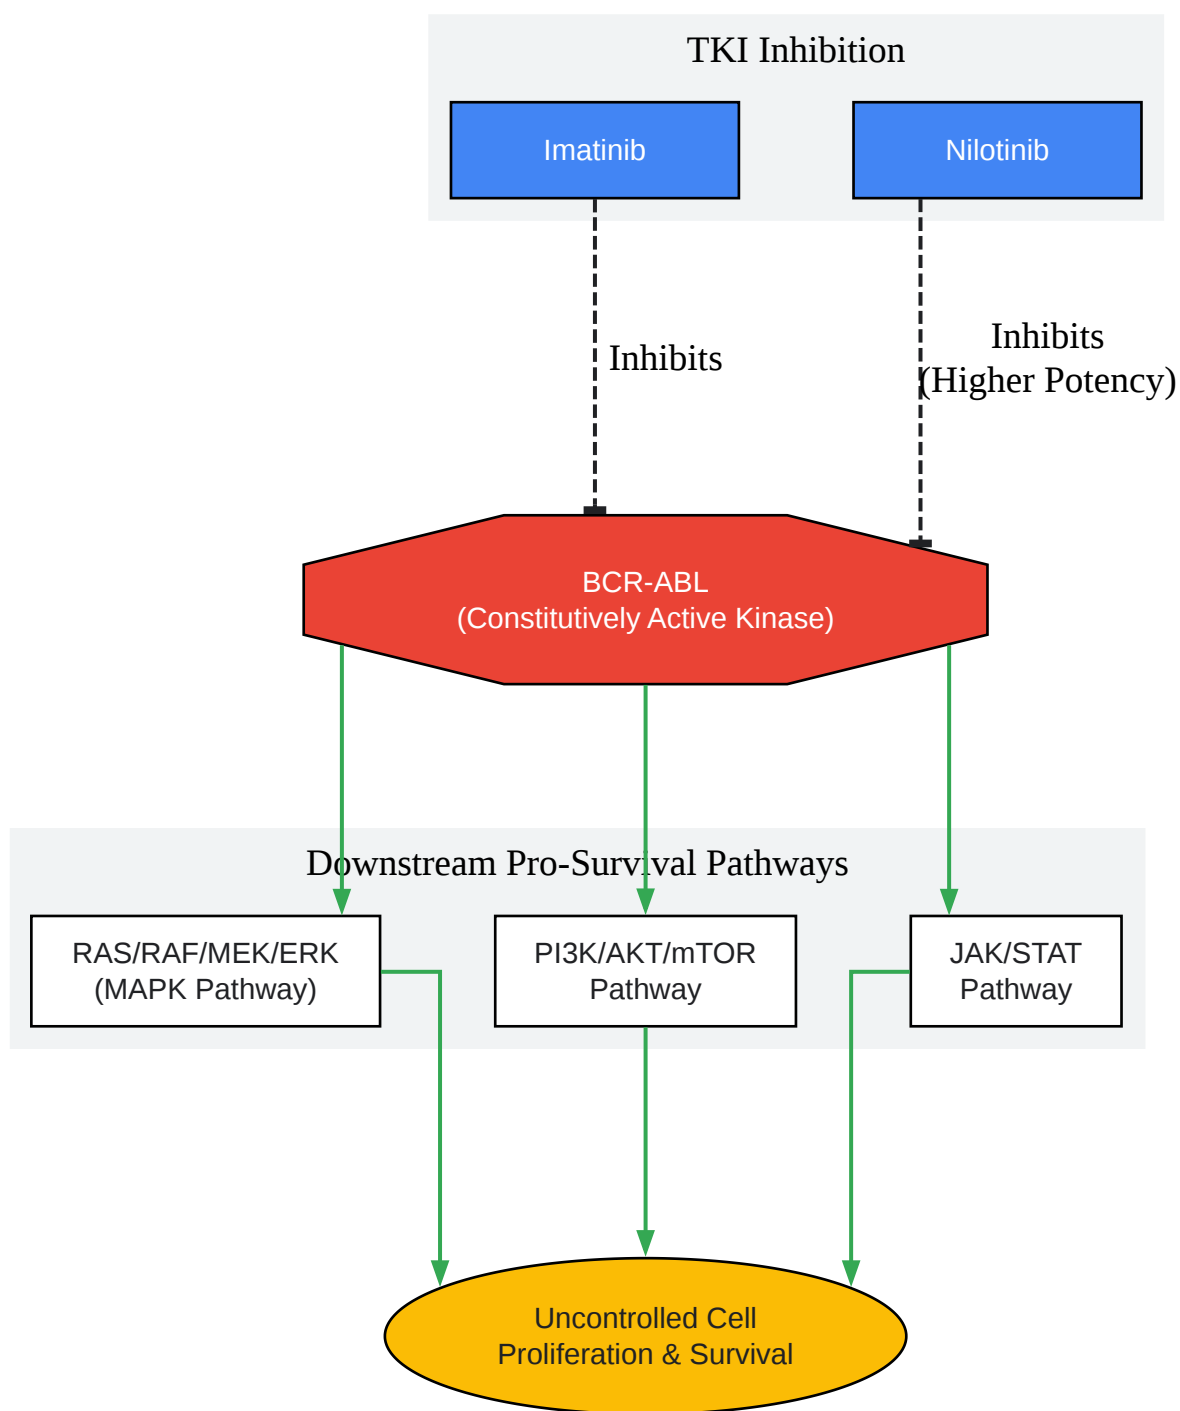 TKI Inhibition
Imatinib
Nilotinib
Inhibits
Inhibits
(Higher Potency)
BCR-ABL
(Constitutively Active Kinase)
Downstream Pro-Survival Pathways
RAS/RAF/MEK/ERK
(MAPK Pathway)
PI3K/AKT/mTOR
Pathway
JAK/STAT
Pathway
Uncontrolled Cell
Proliferation & Survival